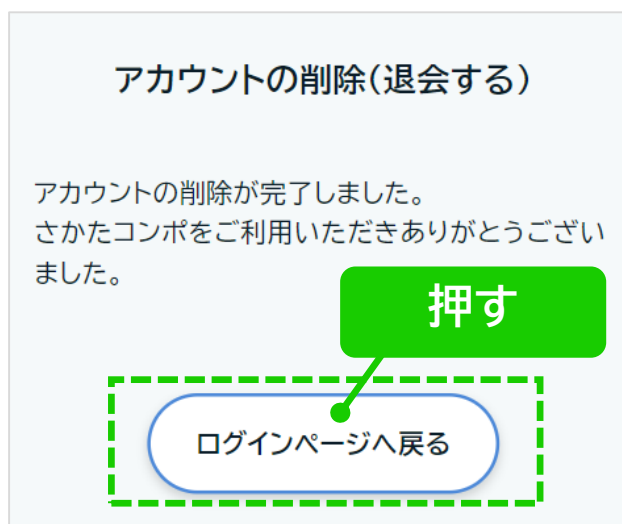 アカウントの削除(退会する)
アカウントの削除が完了しました。
さかたコンポをご利用いただきありがとうござい
ました。
押す
ログインページへ戻る